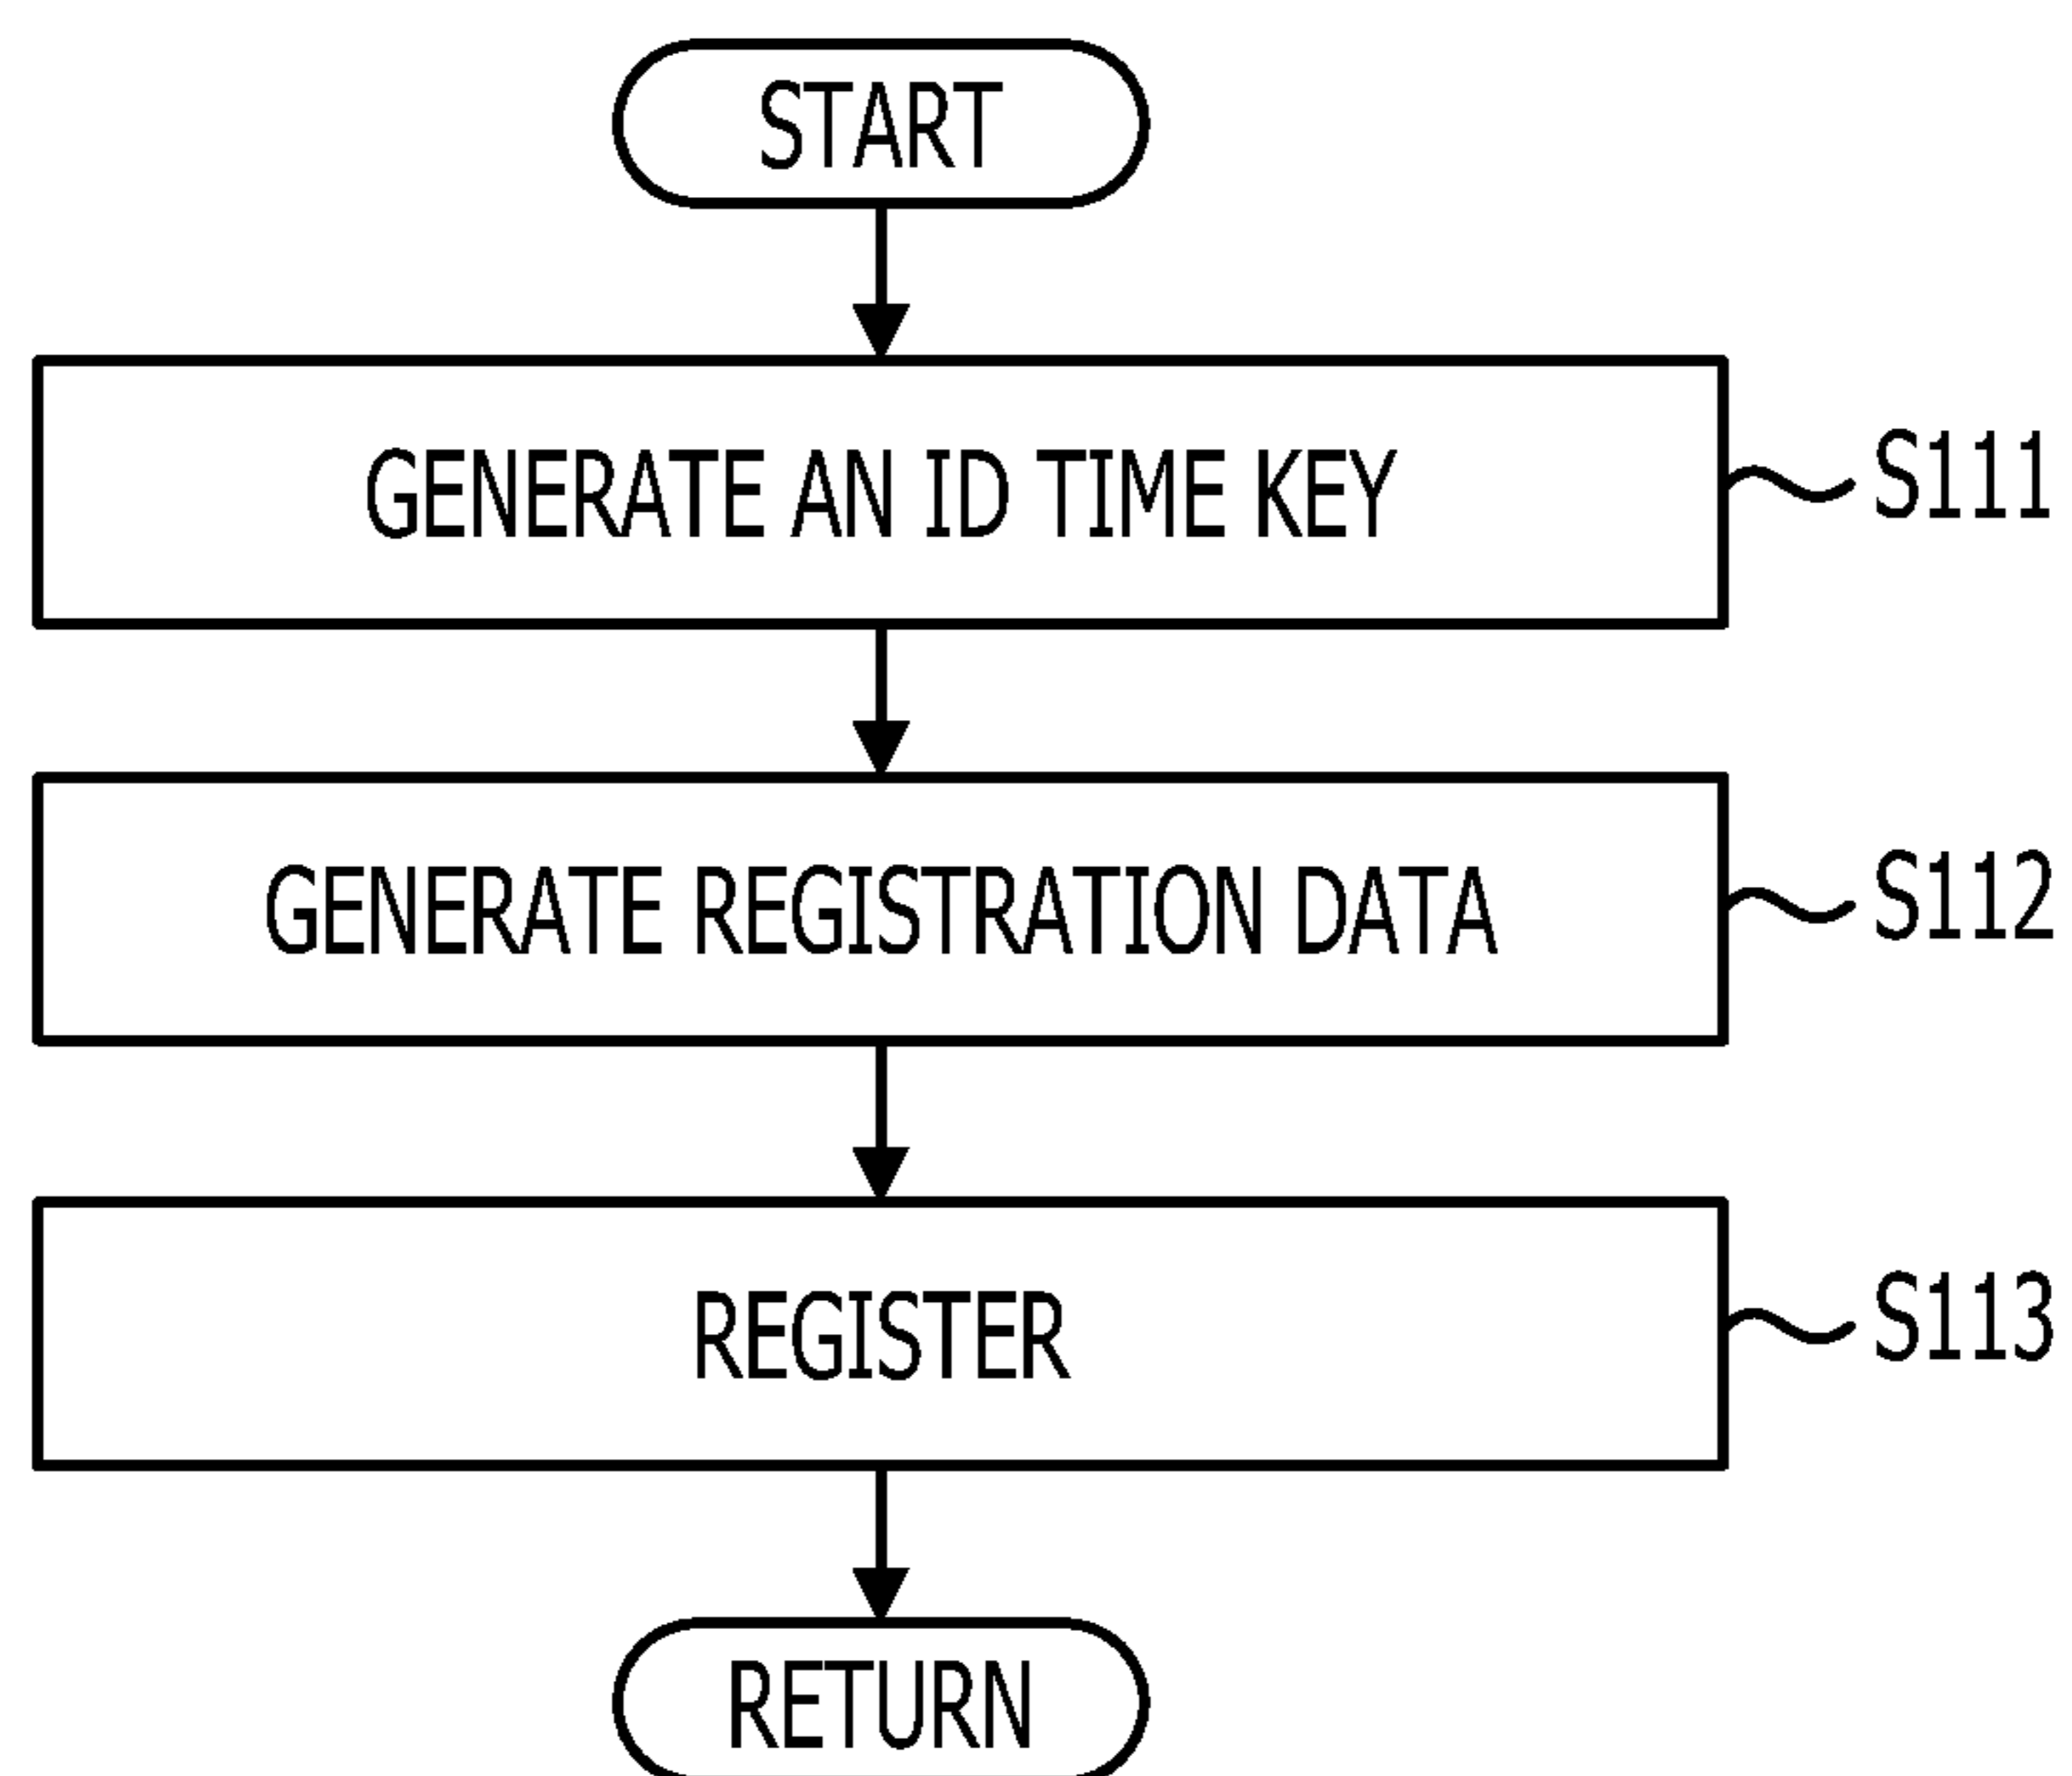 START
GENERATE AN ID TIME KEY
S111
GENERATE REGISTRATION DATA
S112
REGISTER
S113
RETURN